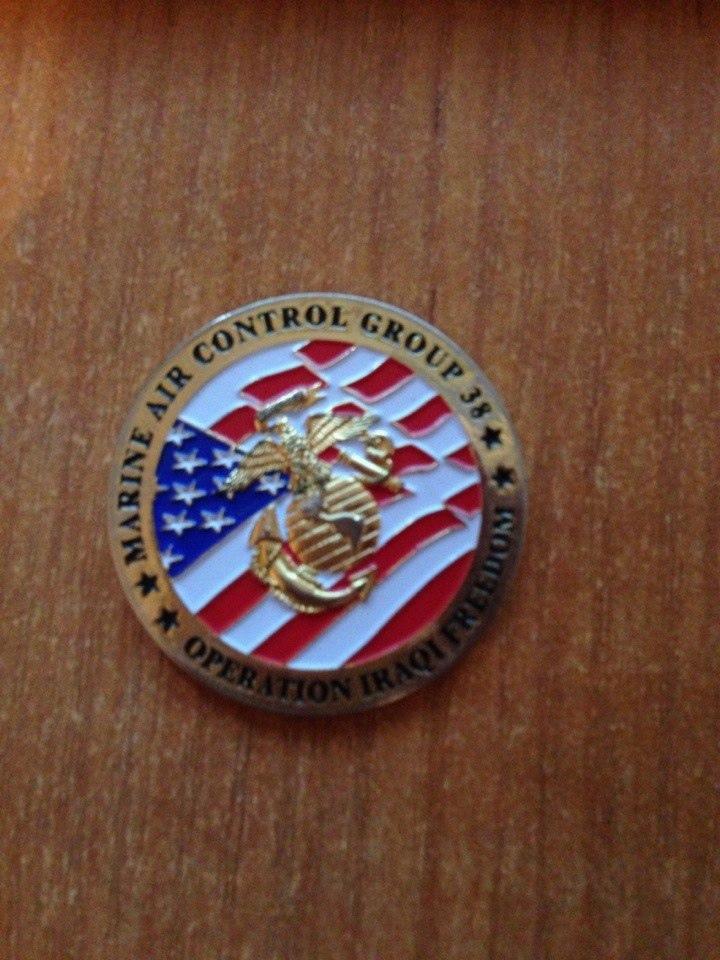 MARINE AIR CONTROL GROUP 38
OPERATION IRAQI FREEDOM